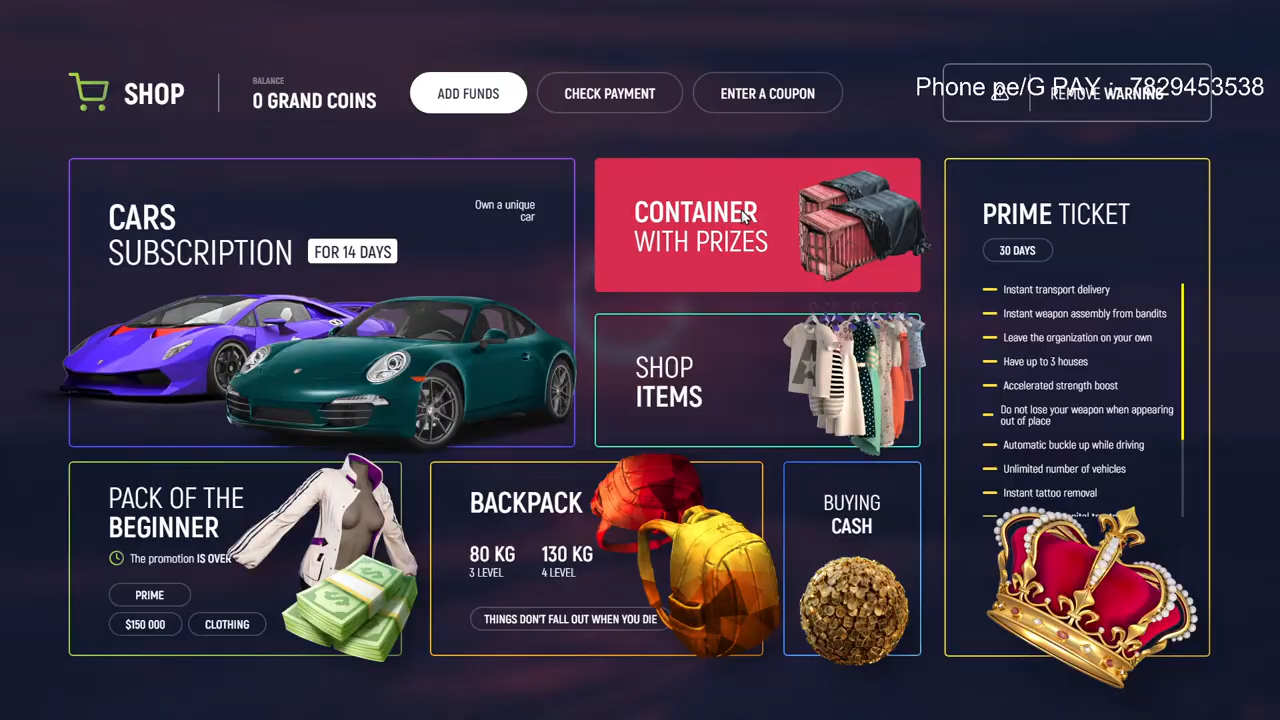 SHOP
BALANCE
0 GRAND COINS
ADD FUNDS
CHECK PAYMENT
ENTER A COUPON
Phone pe/G PAY :- 7829453538
REMOVE WARNING
CARS
SUBSCRIPTION
FOR 14 DAYS
Own a unique
car
CONTAINER
WITH PRIZES
SHOP
ITEMS
PRIME TICKET
30 DAYS
Instant transport delivery
Instant weapon assembly from bandits
Leave the organization on your own
Have up to 3 houses
Accelerated strength boost
Do not lose your weapon when appearing
out of place
Automatic buckle up while driving
Unlimited number of vehicles
Instant tattoo removal
PACK OF THE
BEGINNER
The promotion IS OVER
PRIME
$150 000
CLOTHING
BACKPACK
80 KG
3 LEVEL
130 KG
4 LEVEL
THINGS DON'T FALL OUT WHEN YOU DIE
BUYING
CASH